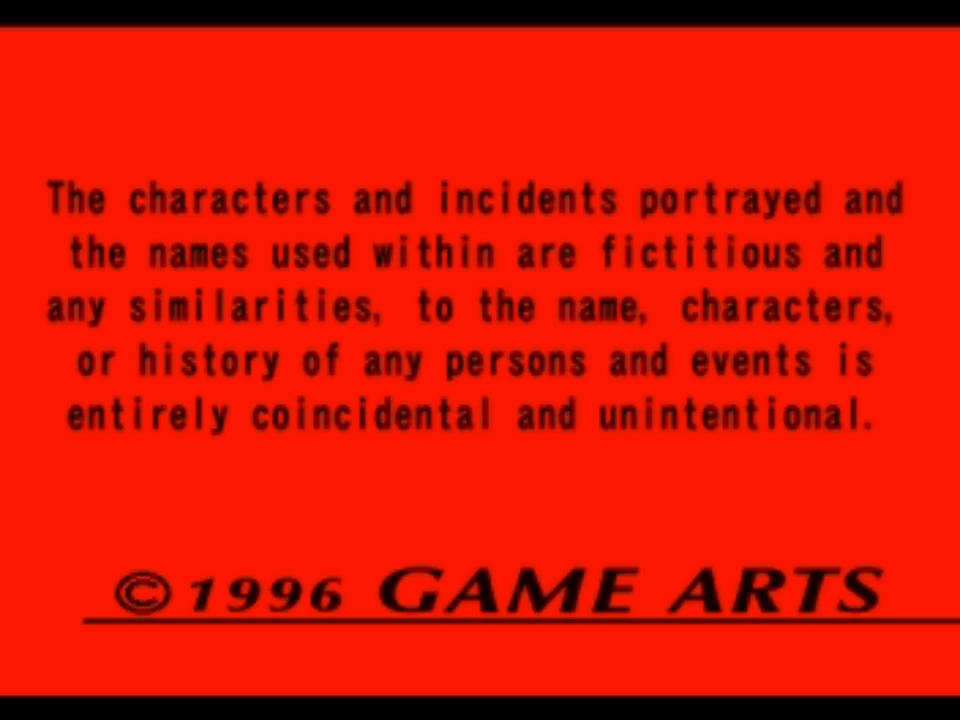 The characters and incidents portrayed and
the names used within are fictitious and
any similarities, to the name, characters,
or history of any persons and events is
entirely coincidental and unintentional.
© 1996 GAME ARTS